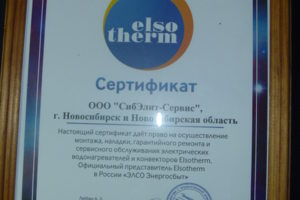 elso
therm
Сертификат
ООО "СибЭлит-Сервис",
г. Новосибирск и Новосибирская область
Настоящий сертификат даёт право на осуществление
монтажа, наладки, гарантийного ремонта и
сервисного обслуживания электрических
водонагревателей и конвекторов Elsotherm.
Официальный представитель Elsotherm
в России «ЭЛСО Энергосбыт»